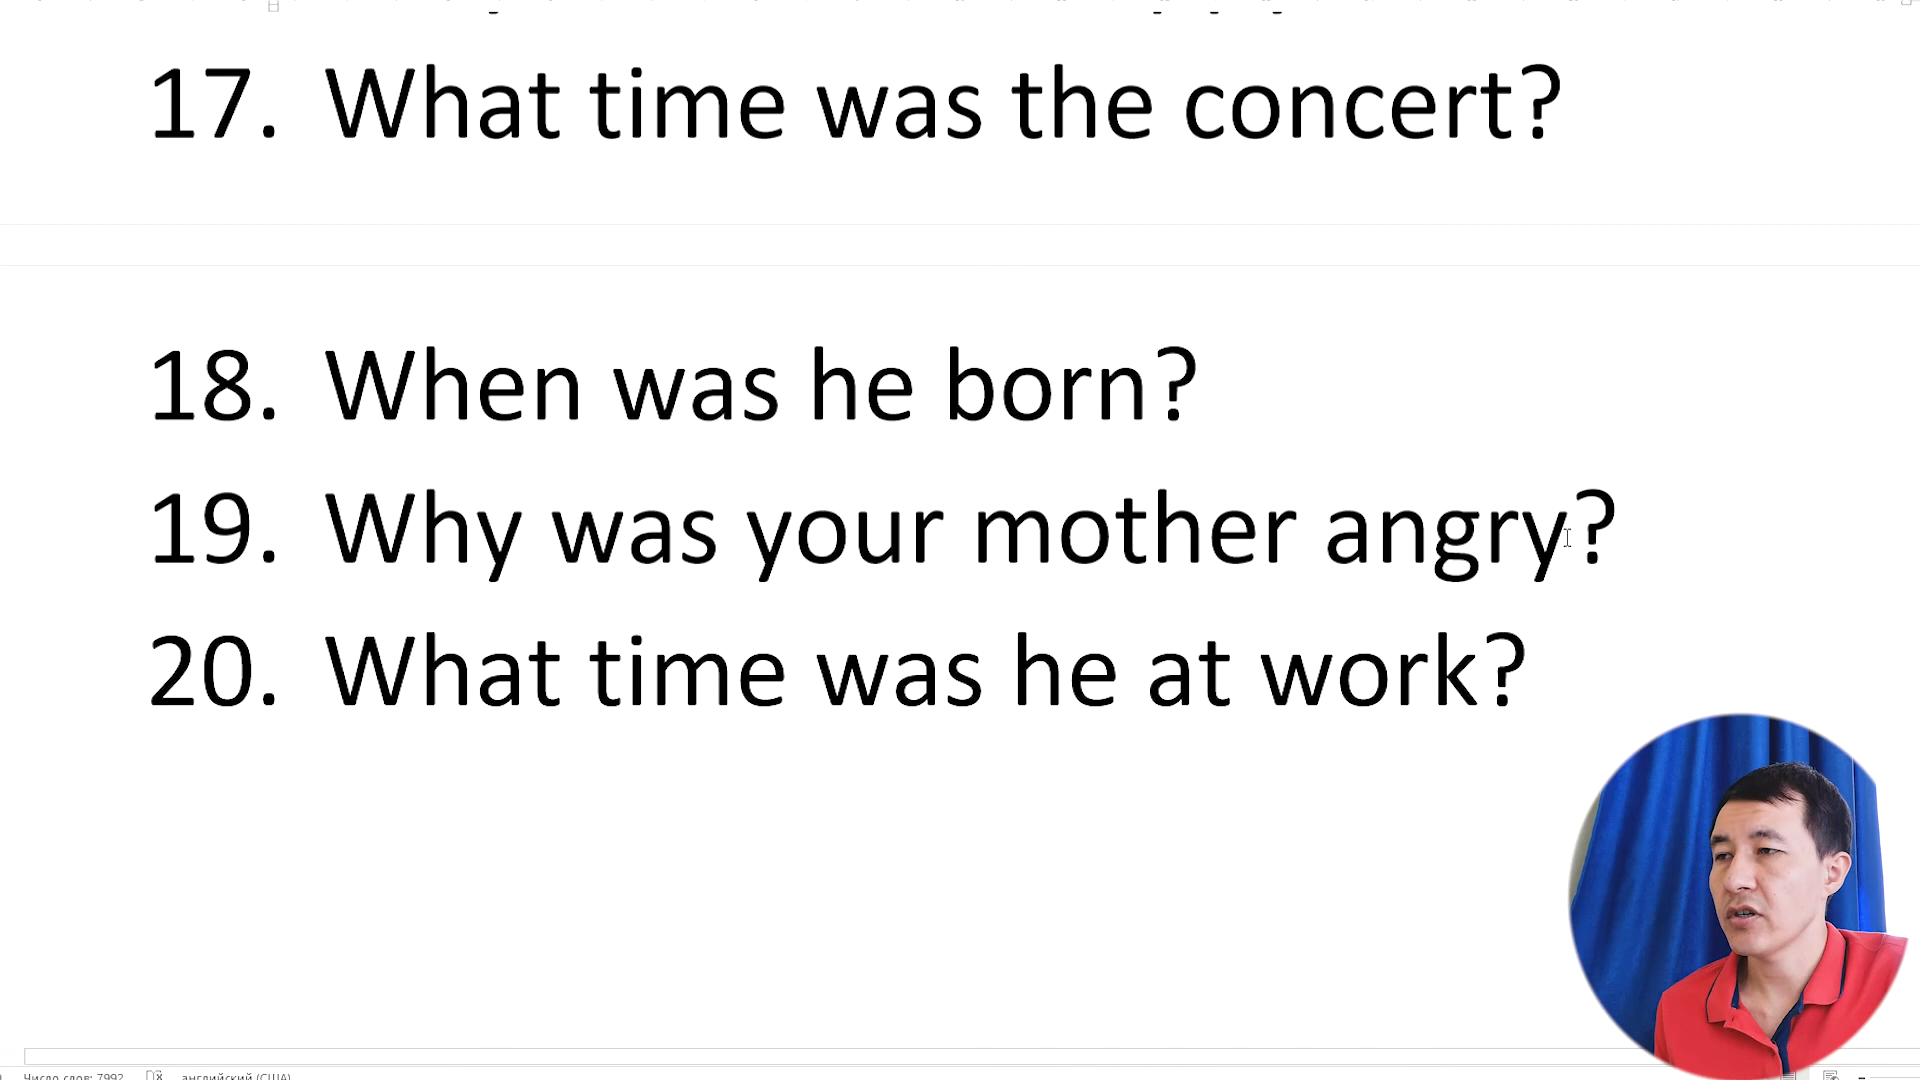 17. What time was the concert?
18. When was he born?
19. Why was your mother angry?
20. What time was he at work?
Число слов: 7992 английский (США)